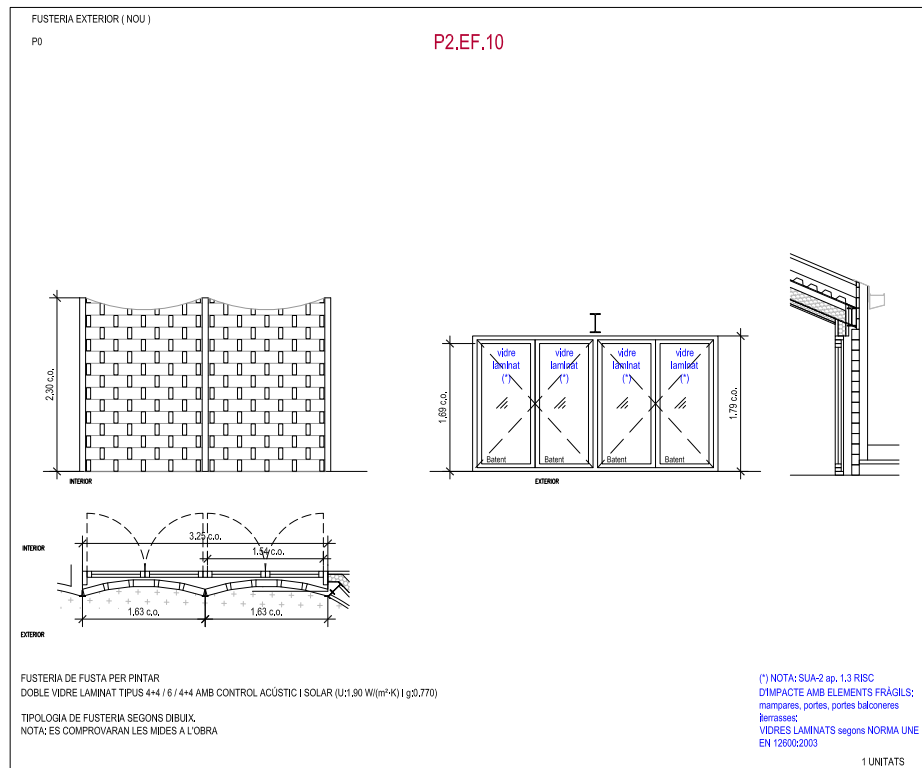 FUSTERIA EXTERIOR ( NOU )
P0
P2.EF.10
2,30 c.o.
INTERIOR
vidre laminat (*)
vidre laminat (*)
vidre laminat (*)
vidre laminat (*)
1,69 c.o.
1.79 c.o.
Batent
Batent
Batent
Batent
EXTERIOR
INTERIOR
3.25 c.o.
1.54 c.o.
1,63 c.o.
1,63 c.o.
EXTERIOR
FUSTERIA DE FUSTA PER PINTAR
DOBLE VIDRE LAMINAT TIPUS 4+4 / 6 / 4+4 AMB CONTROL ACÚSTIC I SOLAR (U:1,90 W/(m²·K) I g:0,770)
TIPOLOGIA DE FUSTERIA SEGONS DIBUIX.
NOTA: ES COMPROVARAN LES MIDES A L'OBRA
(*) NOTA: SUA-2 ap. 1.3 RISC
D'IMPACTE AMB ELEMENTS FRÀGILS:
mampares, portes, portes balconeres
iterrasses:
VIDRES LAMINATS segons NORMA UNE
EN 12600:2003
1 UNITATS